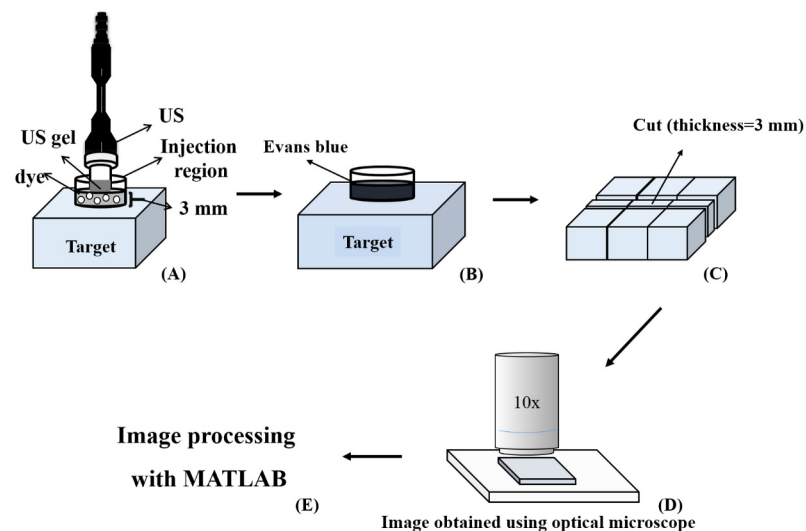 US
US gel
Injection
region
dye
3 mm
Target
(A)
Evans blue
Target
(B)
Cut (thickness=3 mm)
(C)
10x
(D)
Image obtained using optical microscope
Image processing
with MATLAB
(E)